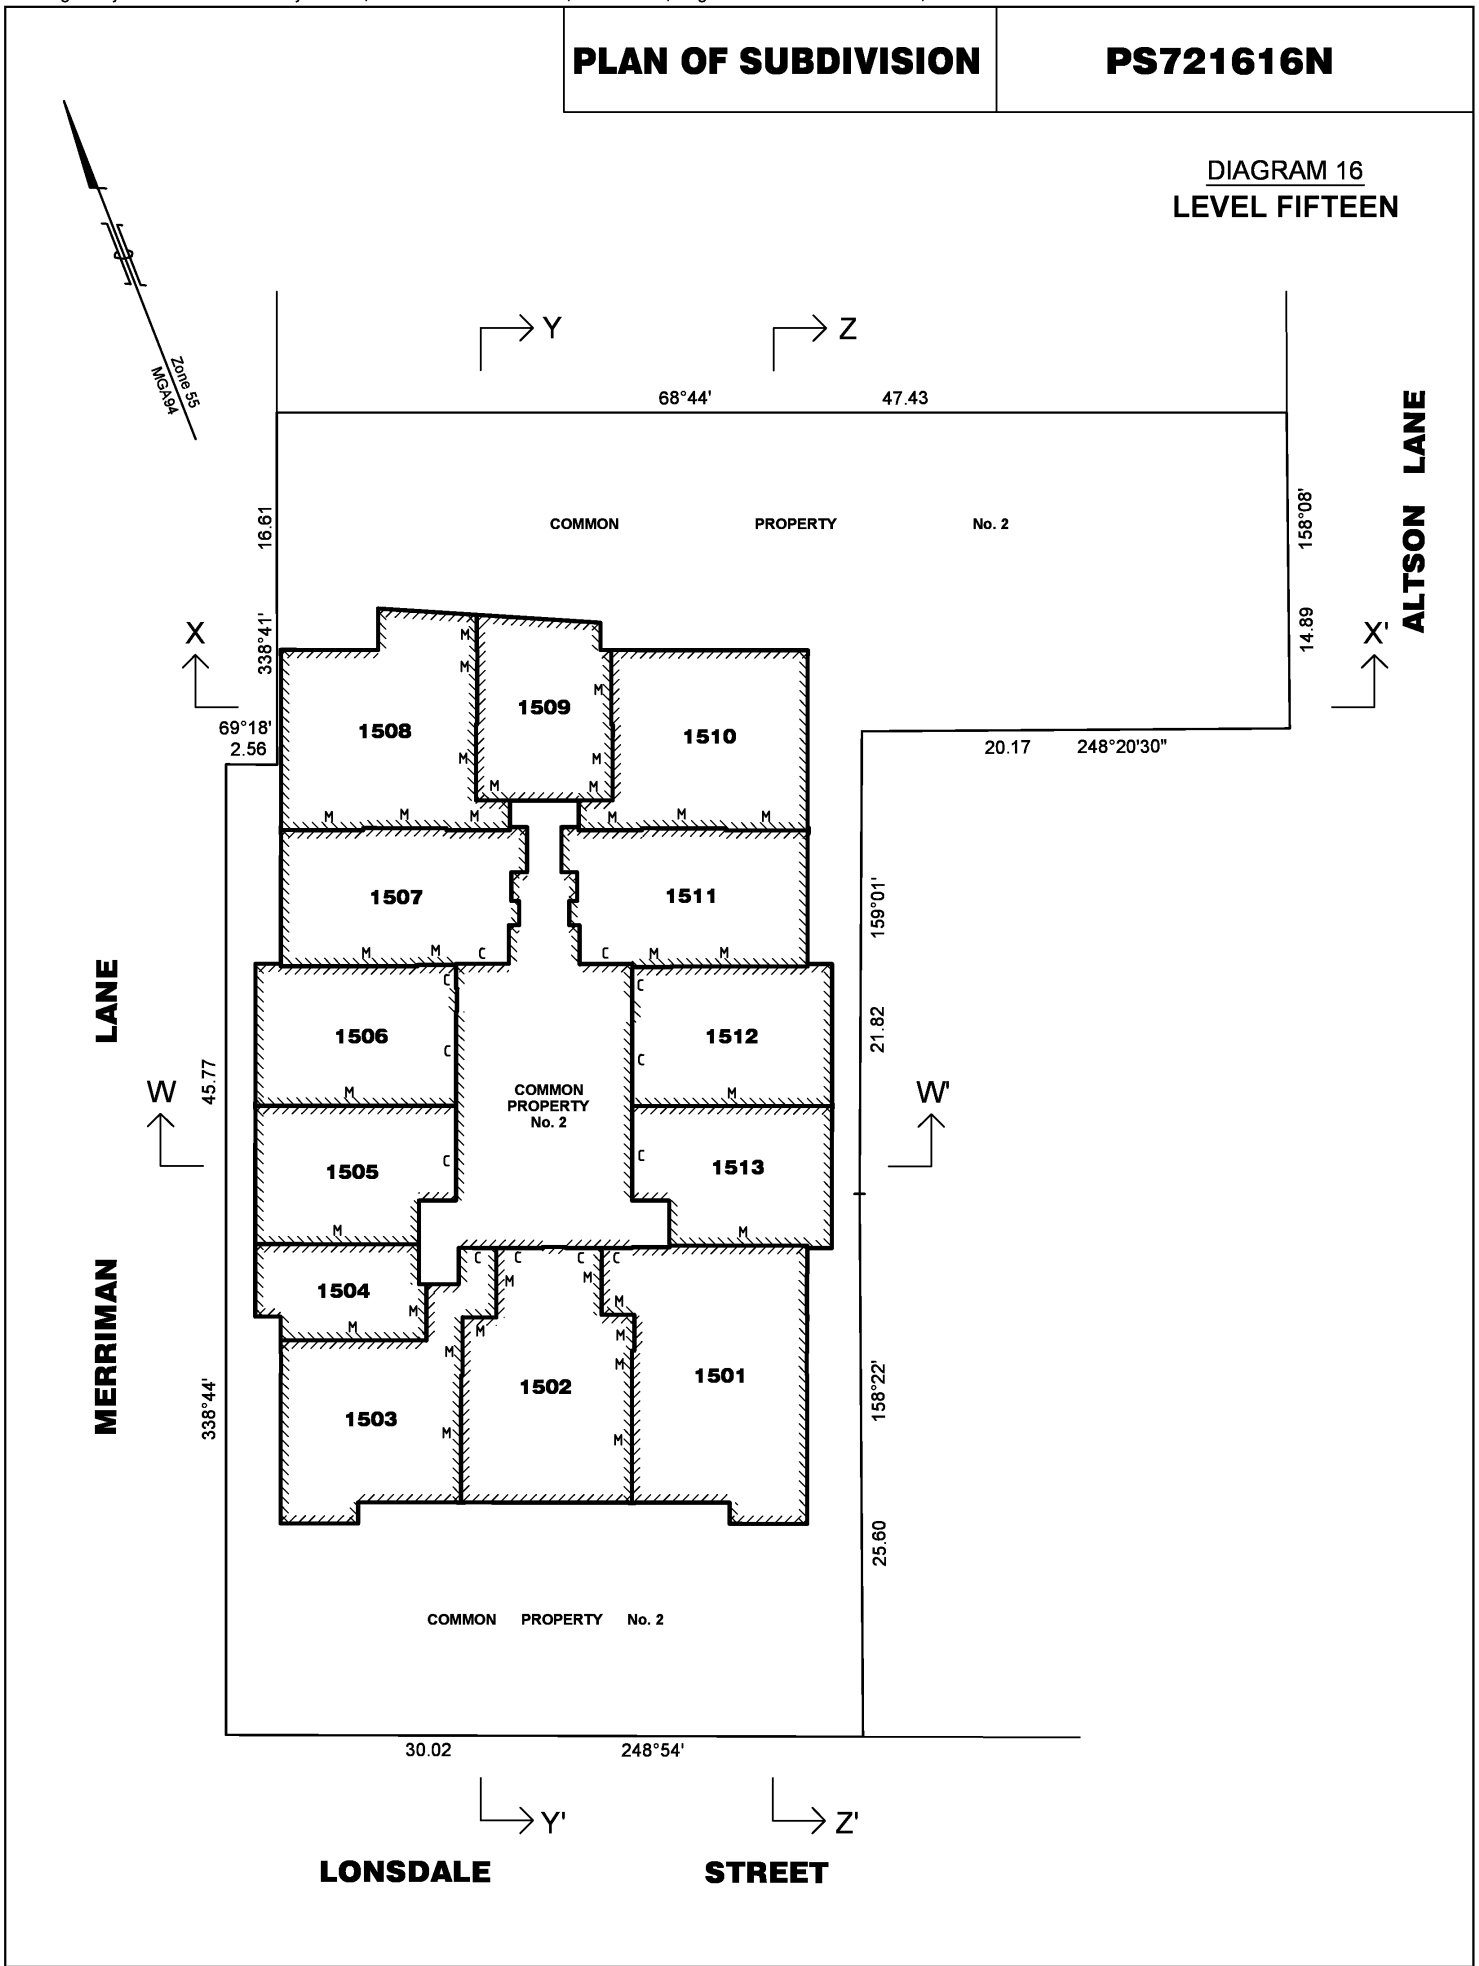 PLAN OF SUBDIVISION
PS721616N
DIAGRAM 16
LEVEL FIFTEEN
Zone 55
MGA94
Y
Z
68°44'
47.43
ALTSON LANE
16.61
338°41'
COMMON PROPERTY No. 2
158°08'
14.89
X
X'
69°18'
2.56
20.17
248°20'30"
1508
M
M
M
M
M
M
1509
M
M
M
M
1510
M
M
M
1507
M
M
C
1511
C
M
M
159°01'
21.82
1506
C
C
M
1512
C
C
M
COMMON
PROPERTY
No. 2
MERRIMAN LANE
45.77
338°44'
W
W'
1505
C
M
1513
C
M
1504
M
M
1503
C
M
M
1502
C
C
M
M
M
M
M
M
1501
C
M
158°22'
25.60
COMMON PROPERTY No. 2
30.02
248°54'
Y'
Z'
LONSDALE STREET